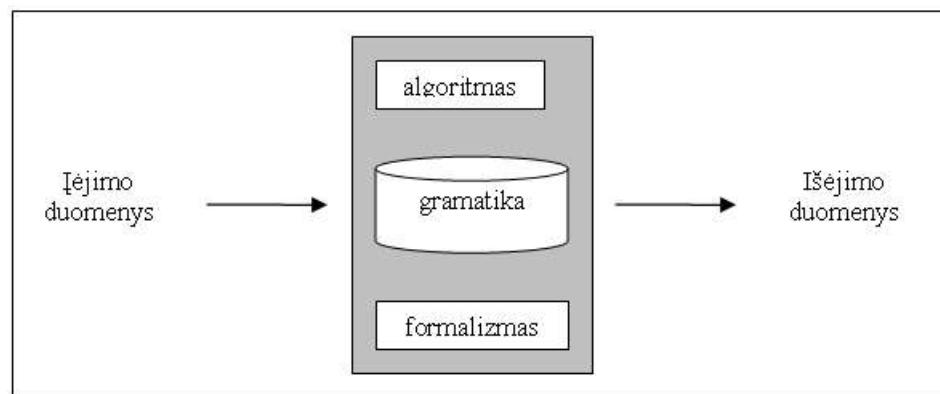 algoritmas
Įėjimo
duomenys
gramatika
Išėjimo
duomenys
formalizmas